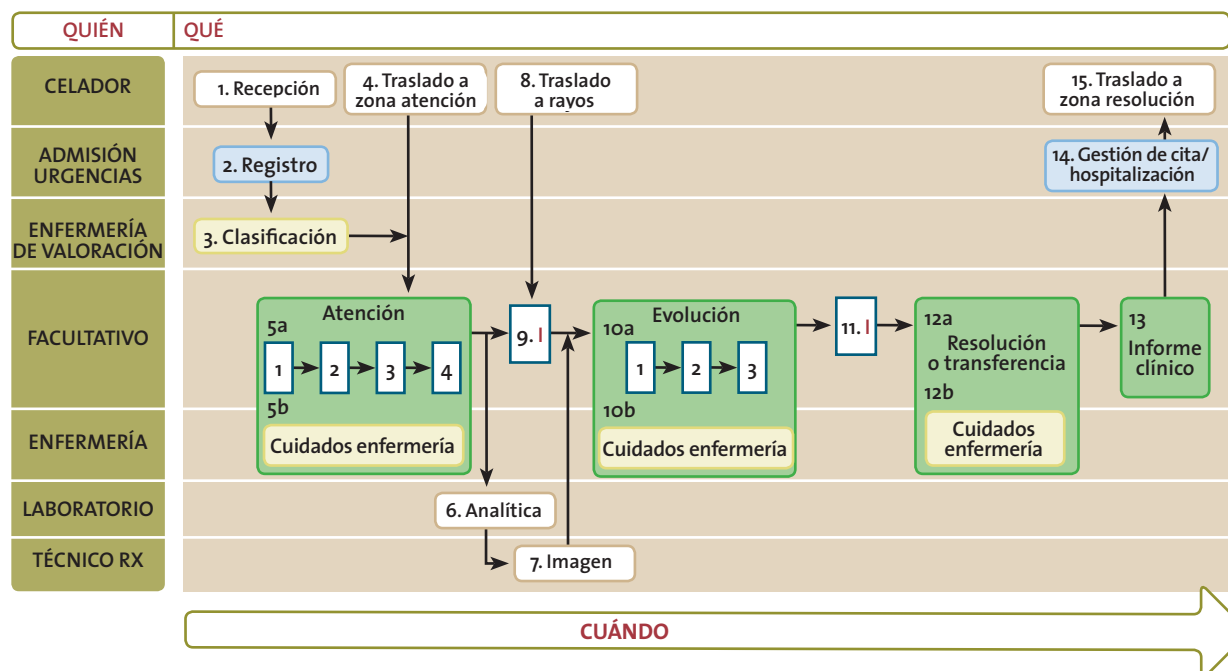 QUIÉN
QUÉ
CELADOR
1. Recepción
4. Traslado a
zona atención
8. Traslado
a rayos
15. Traslado a
zona resolución
ADMISIÓN
URGENCIAS
2. Registro
14. Gestión de cita/
hospitalización
ENFERMERÍA
DE VALORACIÓN
3. Clasificación
FACULTATIVO
Atención
5a
1
2
3
4
5b
9. I
Evolución
10a
1
2
3
10b
11. I
12a
Resolución
o transferencia
12b
13
Informe
clínico
ENFERMERÍA
Cuidados enfermería
Cuidados enfermería
Cuidados
enfermería
LABORATORIO
6. Analítica
TÉCNICO RX
7. Imagen
CUÁNDO